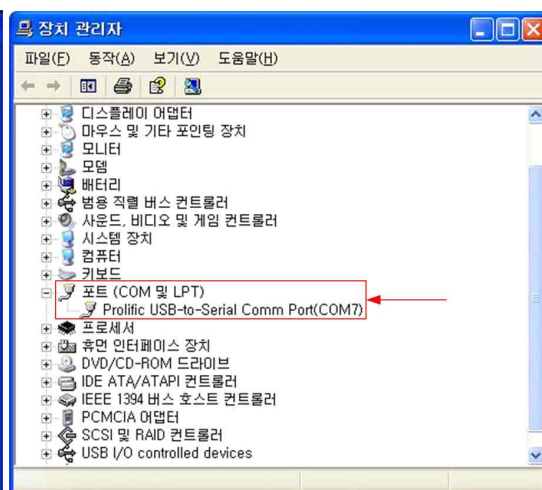 장치 관리자
파일(F) 동작(A) 보기(V) 도움말(H)
디스플레이 어댑터
마우스 및 기타 포인팅 장치
모니터
모뎀
배터리
범용 직렬 버스 컨트롤러
사운드, 비디오 및 게임 컨트롤러
시스템 장치
컴퓨터
키보드
포트 (COM 및 LPT)
Prolific USB-to-Serial Comm Port(COM7)
프로세서
휴먼 인터페이스 장치
DVD/CD-ROM 드라이브
IDE ATA/ATAPI 컨트롤러
IEEE 1394 버스 호스트 컨트롤러
PCMCIA 어댑터
SCSI 및 RAID 컨트롤러
USB I/O controlled devices